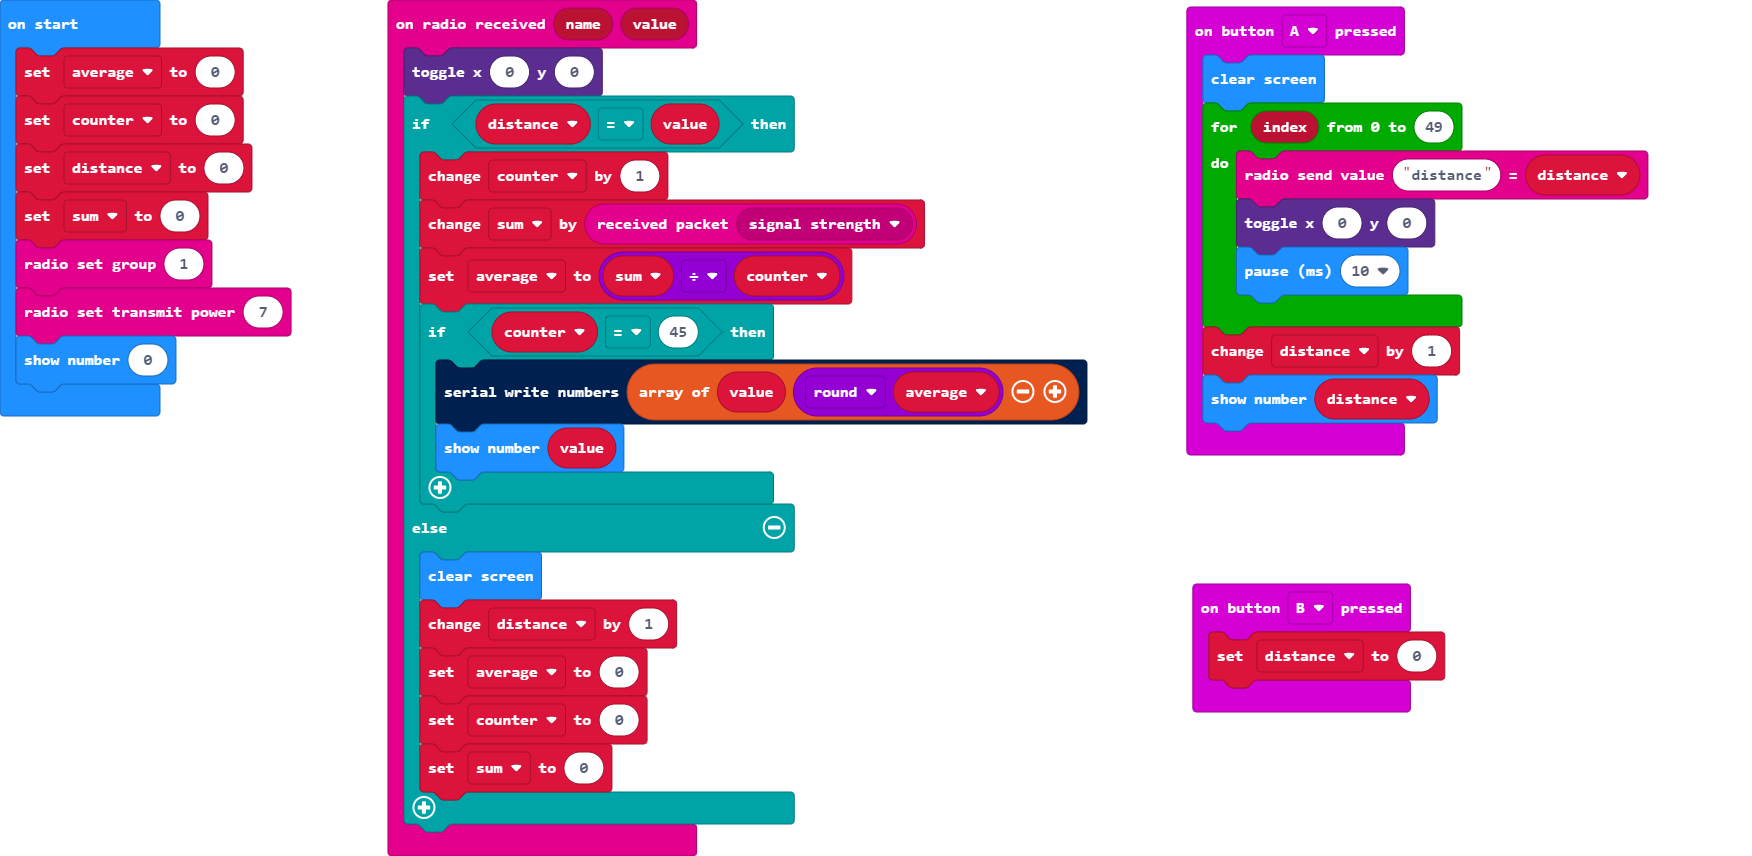 on start
set average to 0
set counter to 0
set distance to 0
set sum to 0
radio set group 1
radio set transmit power 7
show number 0
on radio received name value
toggle x 0 y 0
if distance = value then
change counter by 1
change sum by received packet signal strength
set average to sum ÷ counter
if counter = 45 then
serial write numbers array of value round average
show number value
else
clear screen
change distance by 1
set average to 0
set counter to 0
set sum to 0
on button A pressed
clear screen
for index from 0 to 49
do radio send value "distance" = distance
toggle x 0 y 0
pause (ms) 10
change distance by 1
show number distance
on button B pressed
set distance to 0